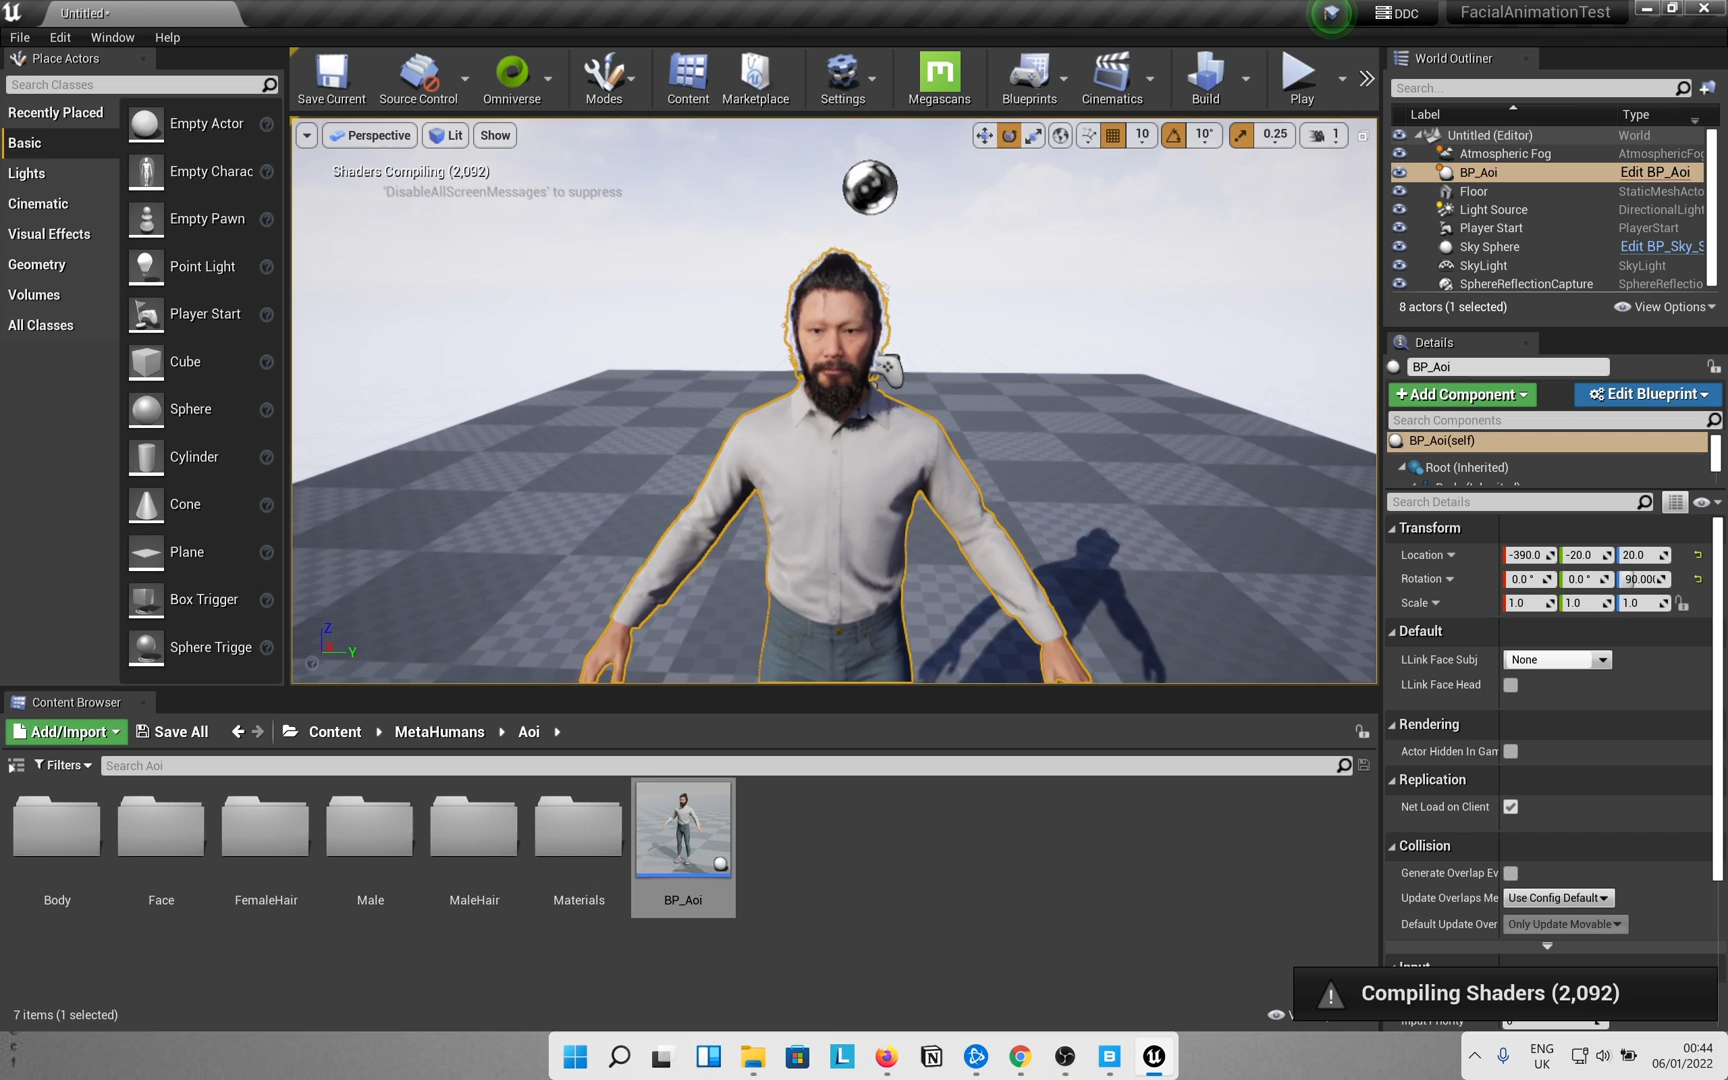 Untitled*
DDC
FacialAnimationTest
File Edit Window Help
Place Actors
Search Classes
Recently Placed
Basic
Lights
Cinematic
Visual Effects
Geometry
Volumes
All Classes
Empty Actor
Empty Charac
Empty Pawn
Point Light
Player Start
Cube
Sphere
Cylinder
Cone
Plane
Box Trigger
Sphere Trigge
Save Current
Source Control
Omniverse
Modes
Content
Marketplace
Settings
Megascans
Blueprints
Cinematics
Build
Play
Perspective Lit Show
10 10° 0.25 1
Shaders Compiling (2,092)
'DisableAllScreenMessages' to suppress
Z
Y
World Outliner
Search...
Label Type
Untitled (Editor) World
Atmospheric Fog AtmosphericFog
BP_Aoi Edit BP_Aoi
Floor StaticMeshActo
Light Source DirectionalLight
Player Start PlayerStart
Sky Sphere Edit BP_Sky_S
SkyLight SkyLight
SphereReflectionCapture SphereReflectio
8 actors (1 selected) View Options
Details
BP_Aoi
+Add Component Edit Blueprint
Search Components
BP_Aoi(self)
Root (Inherited)
Search Details
Transform
Location -390.0 -20.0 20.0
Rotation 0.0 ° 0.0 ° 90.00(
Scale 1.0 1.0 1.0
Default
LLink Face Subj None
LLink Face Head
Rendering
Actor Hidden In Gam
Replication
Net Load on Client
Collision
Generate Overlap Ev
Update Overlaps Me Use Config Default
Default Update Over Only Update Movable
Compiling Shaders (2,092)
Content Browser
Add/Import Save All Content MetaHumans Aoi
Filters Search Aoi
Body
Face
FemaleHair
Male
MaleHair
Materials
BP_Aoi
7 items (1 selected)
ENG
UK
00:44
06/01/2022